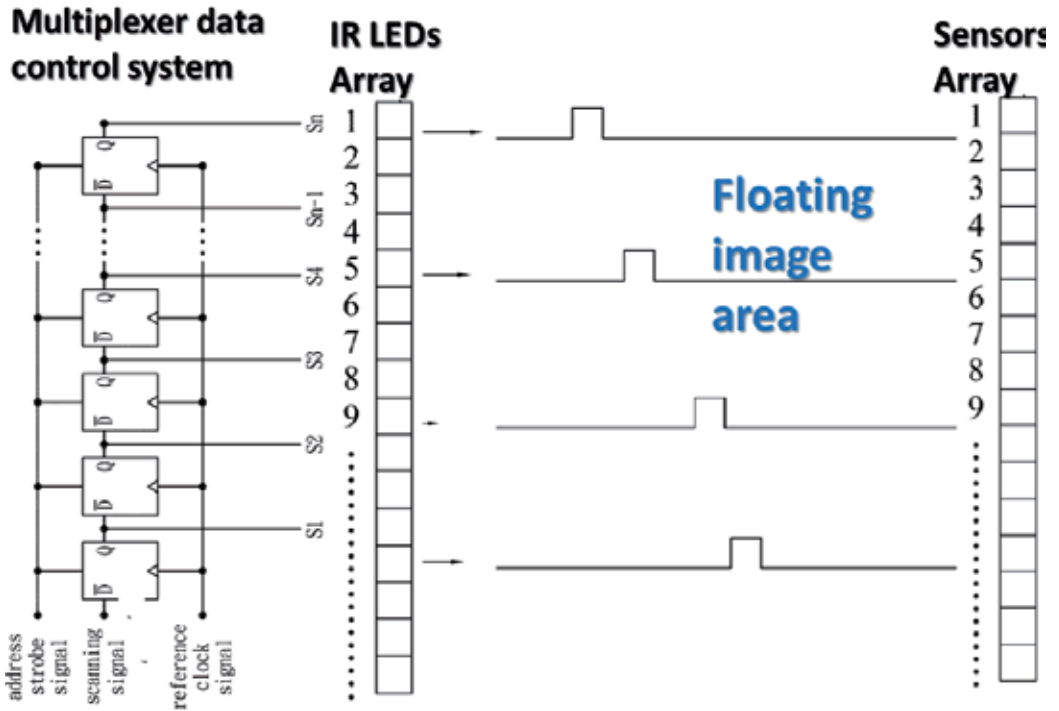 Multiplexer data
control system
IR LEDs
Array
Sensors
Array
Sn
Sn-1
S4
S3
S2
S1
Q
D
Q
D
Q
D
Q
D
Q
D
address
strobe
signal
scanning
signal
reference
clock
signal
1
2
3
4
5
6
7
8
9
Floating
image
area
1
2
3
4
5
6
7
8
9